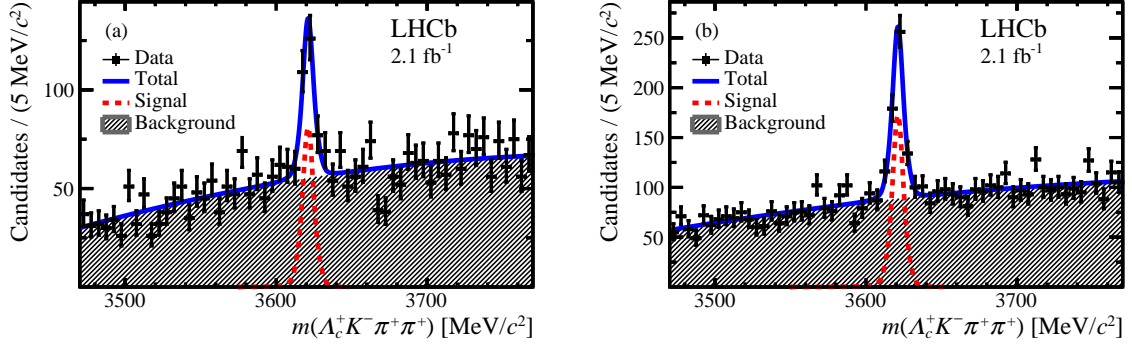 (a)
LHCb
2.1 fb⁻¹
Data
Total
Signal
Background
Candidates / (5 MeV/c²)
100
50
3500
3600
3700
m(Λc⁺K⁻π⁺π⁺) [MeV/c²]
(b)
LHCb
2.1 fb⁻¹
Data
Total
Signal
Background
Candidates / (5 MeV/c²)
250
200
150
100
50
3500
3600
3700
m(Λc⁺K⁻π⁺π⁺) [MeV/c²]